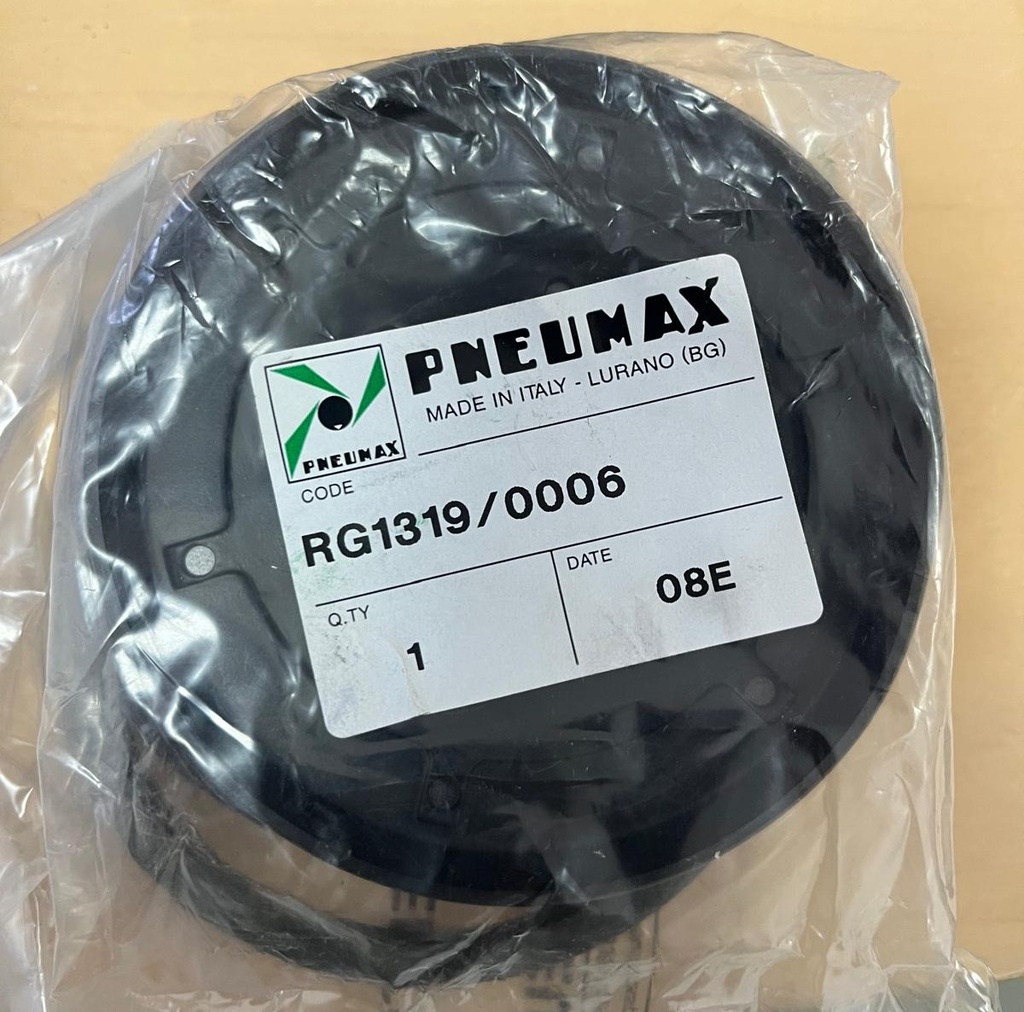 PNEUMAX
MADE IN ITALY - LURANO (BG)
PNEUMAX
CODE
RG1319/0006
Q.TY
1
DATE
08E